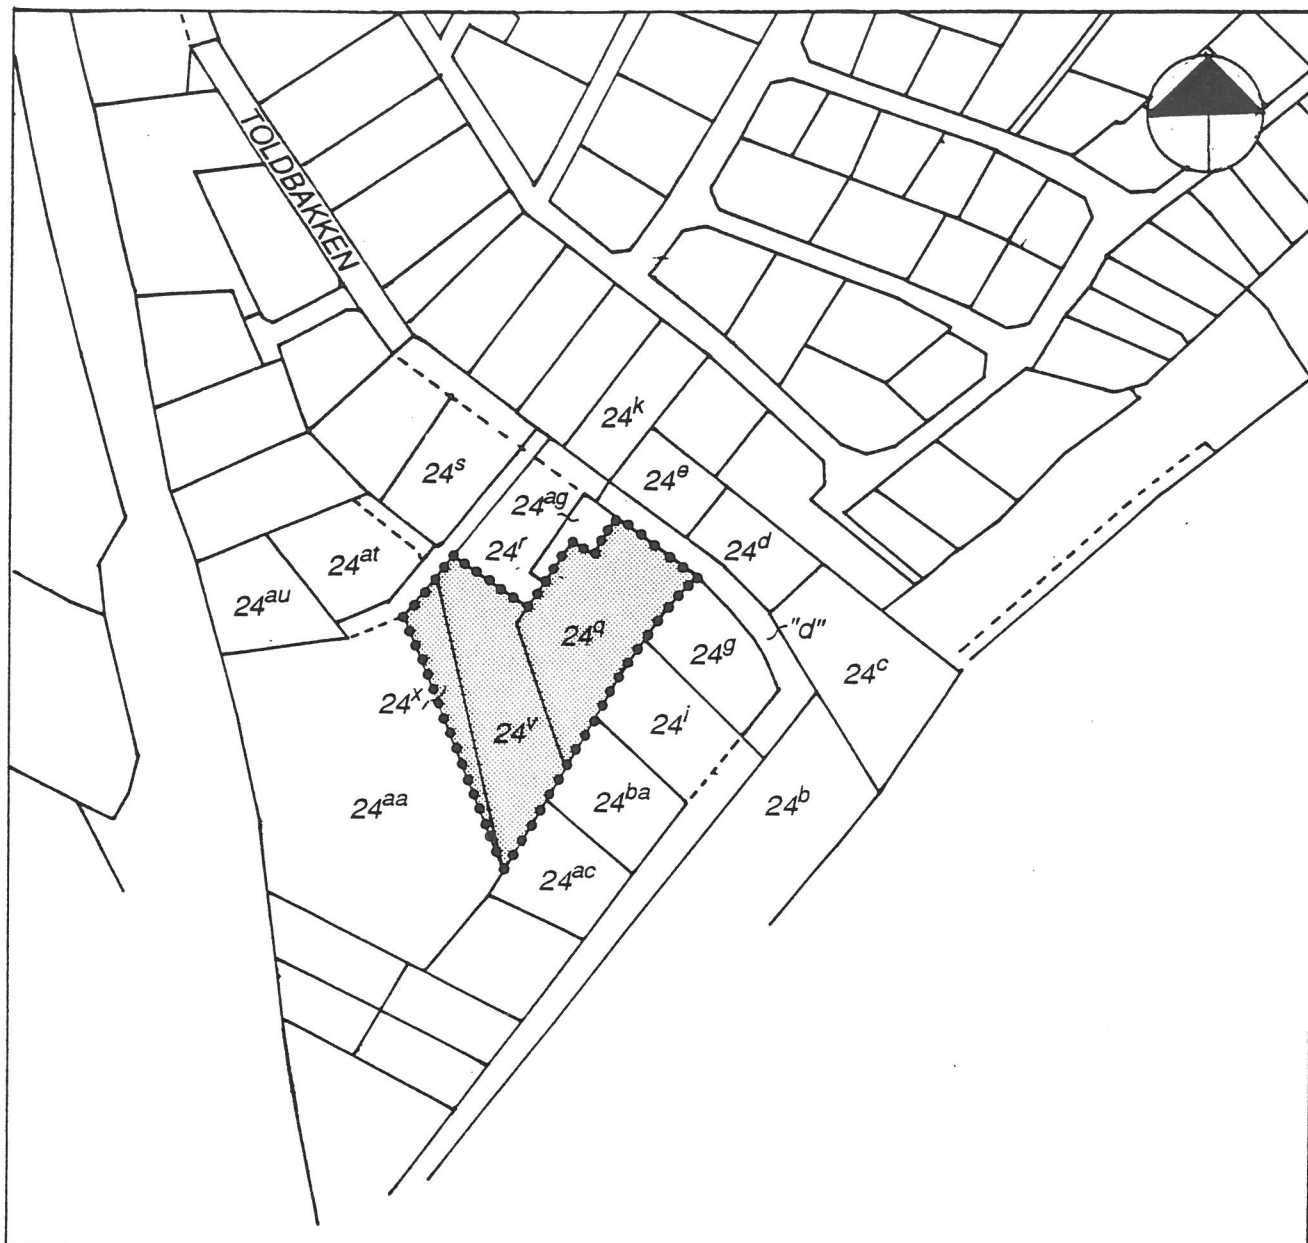 TOLDBAKKEN
24ᵏ
24ˢ
24ᵉ
24ᵃᵍ
24ʳ
24ᵈ
24ᵃᵗ
24ᵃᵘ
24q
"d"
24ᵍ
24ᶜ
24ˣ
24ᵛ
24ⁱ
24ᵃᵃ
24ᵇᵃ
24ᵇ
24ᵃᶜ